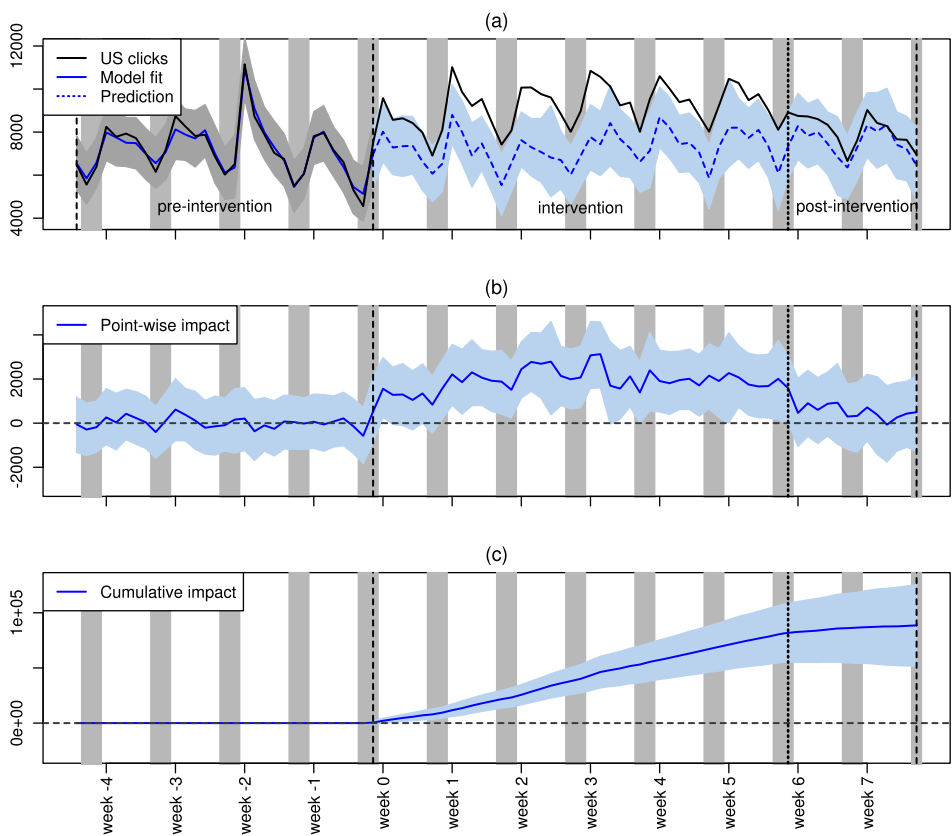 (a)
12000
8000
4000
US clicks
Model fit
Prediction
pre-intervention
intervention
post-intervention
(b)
2000
0
-2000
Point-wise impact
(c)
1e+05
0e+00
Cumulative impact
week -4
week -3
week -2
week -1
week 0
week 1
week 2
week 3
week 4
week 5
week 6
week 7